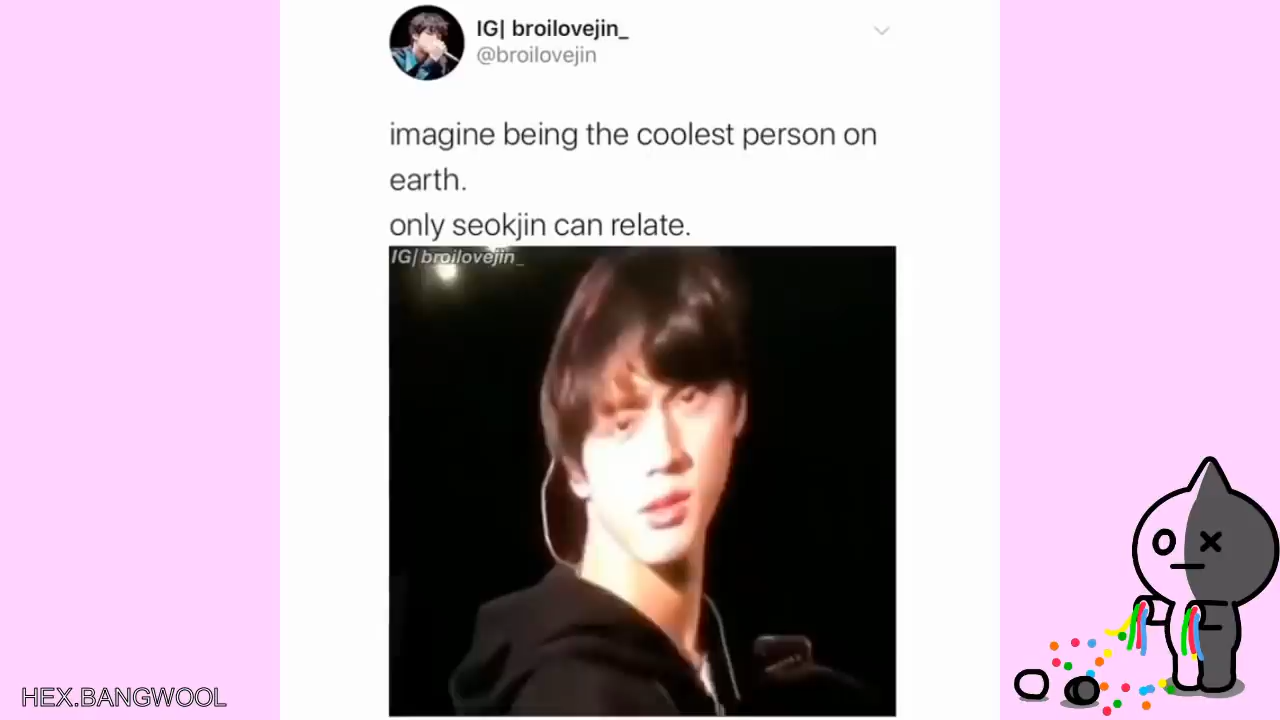 IG| broilovejin_
@broilovejin
imagine being the coolest person on
earth.
only seokjin can relate.
IG| broilovejin_
HEX.BANGWOOL